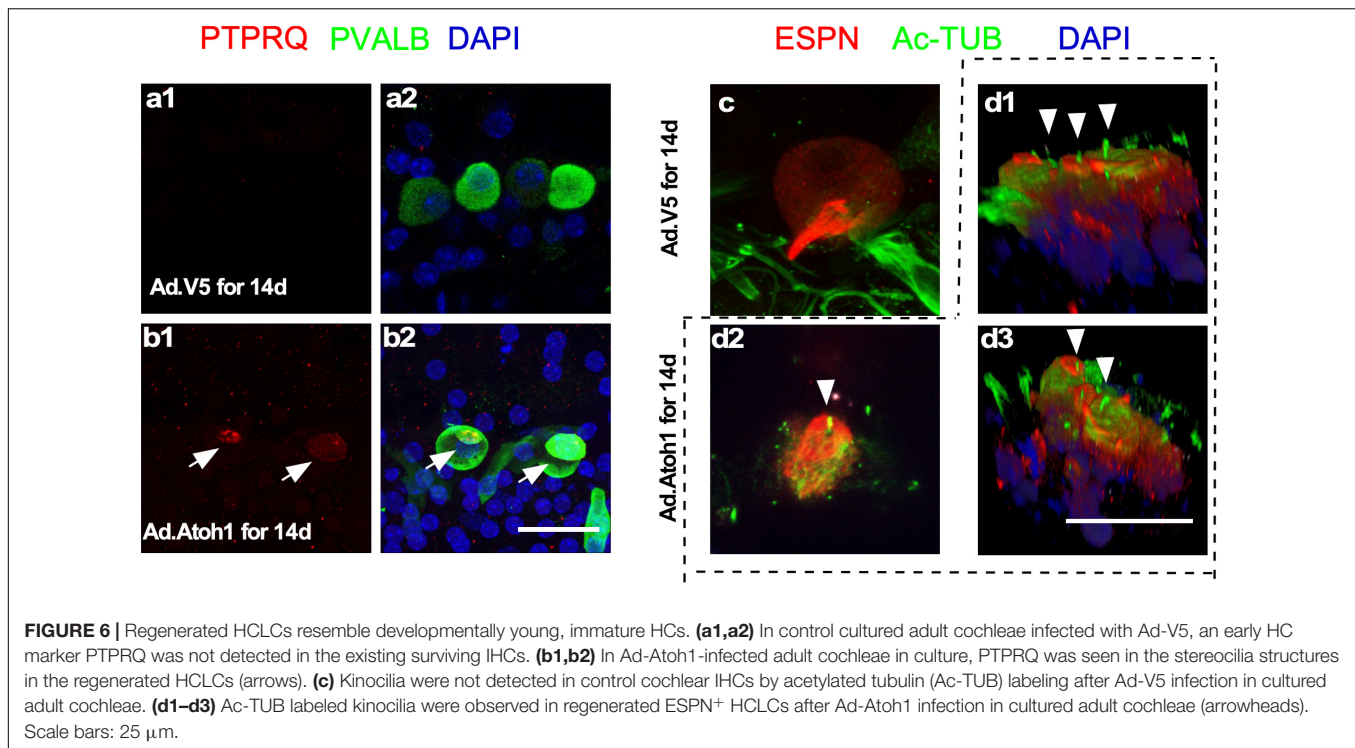 PTPRQ PVALB DAPI
ESPN Ac-TUB DAPI
a1
a2
c
d1
Ad.V5 for 14d
Ad.V5 for 14d
b1
b2
d2
d3
Ad.Atoh1 for 14d
Ad.Atoh1 for 14d
FIGURE 6 | Regenerated HCLCs resemble developmentally young, immature HCs. (a1,a2) In control cultured adult cochleae infected with Ad-V5, an early HC
marker PTPRQ was not detected in the existing surviving IHCs. (b1,b2) In Ad-Atoh1-infected adult cochleae in culture, PTPRQ was seen in the stereocilia structures
in the regenerated HCLCs (arrows). (c) Kinocilia were not detected in control cochlear IHCs by acetylated tubulin (Ac-TUB) labeling after Ad-V5 infection in cultured
adult cochleae. (d1–d3) Ac-TUB labeled kinocilia were observed in regenerated ESPN⁺ HCLCs after Ad-Atoh1 infection in cultured adult cochleae (arrowheads).
Scale bars: 25 μm.